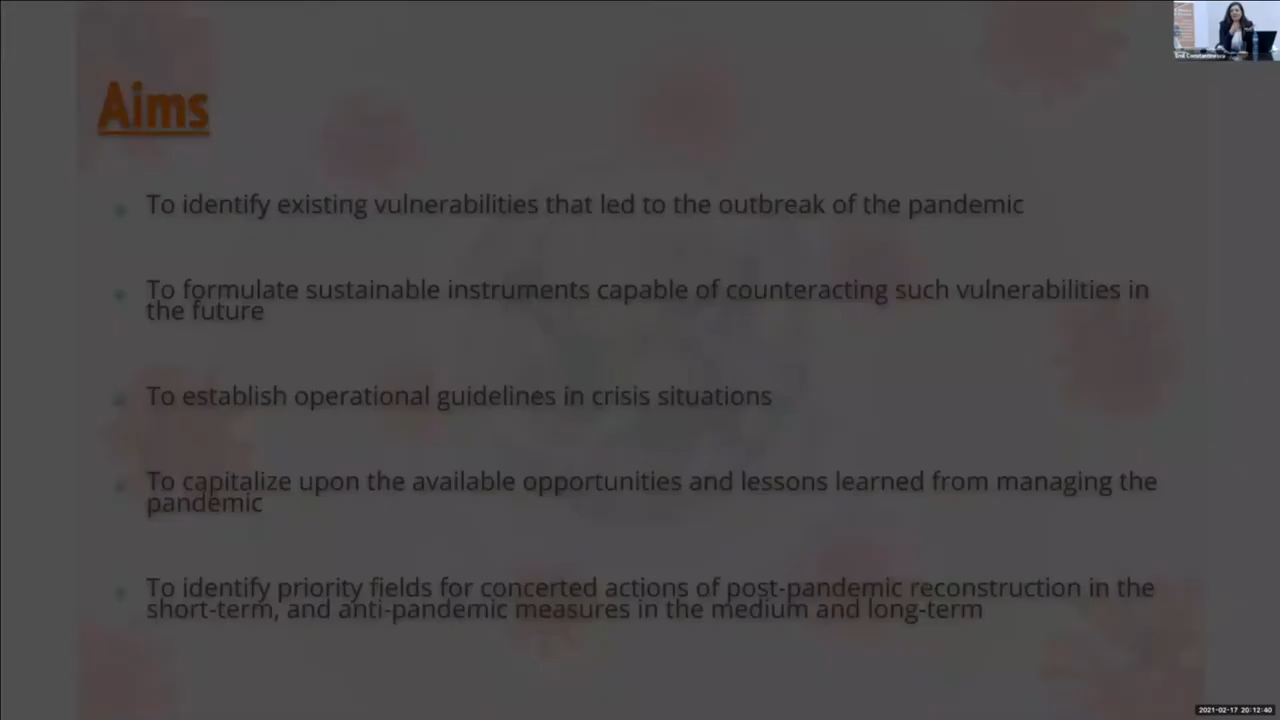 Aims
To identify existing vulnerabilities that led to the outbreak of the pandemic
To formulate sustainable instruments capable of counteracting such vulnerabilities in
the future
To establish operational guidelines in crisis situations
To capitalize upon the available opportunities and lessons learned from managing the
pandemic
To identify priority fields for concerted actions of post-pandemic reconstruction in the
short-term, and anti-pandemic measures in the medium and long-term
2021-02-17 20:12:40